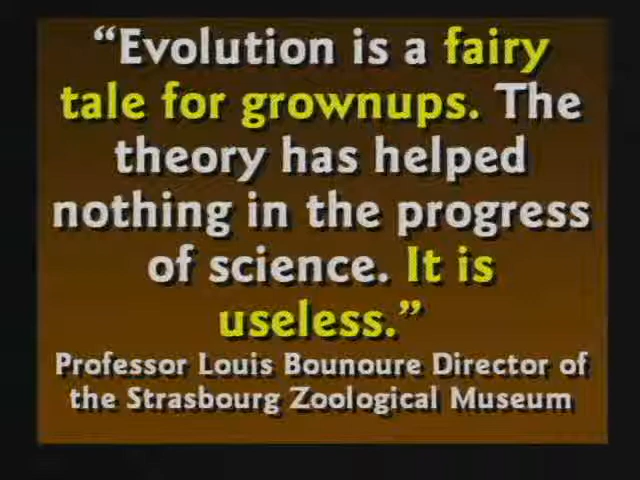 “Evolution is a fairy
tale for grownups. The
theory has helped
nothing in the progress
of science. It is
useless.”
Professor Louis Bounoure Director of
the Strasbourg Zoological Museum